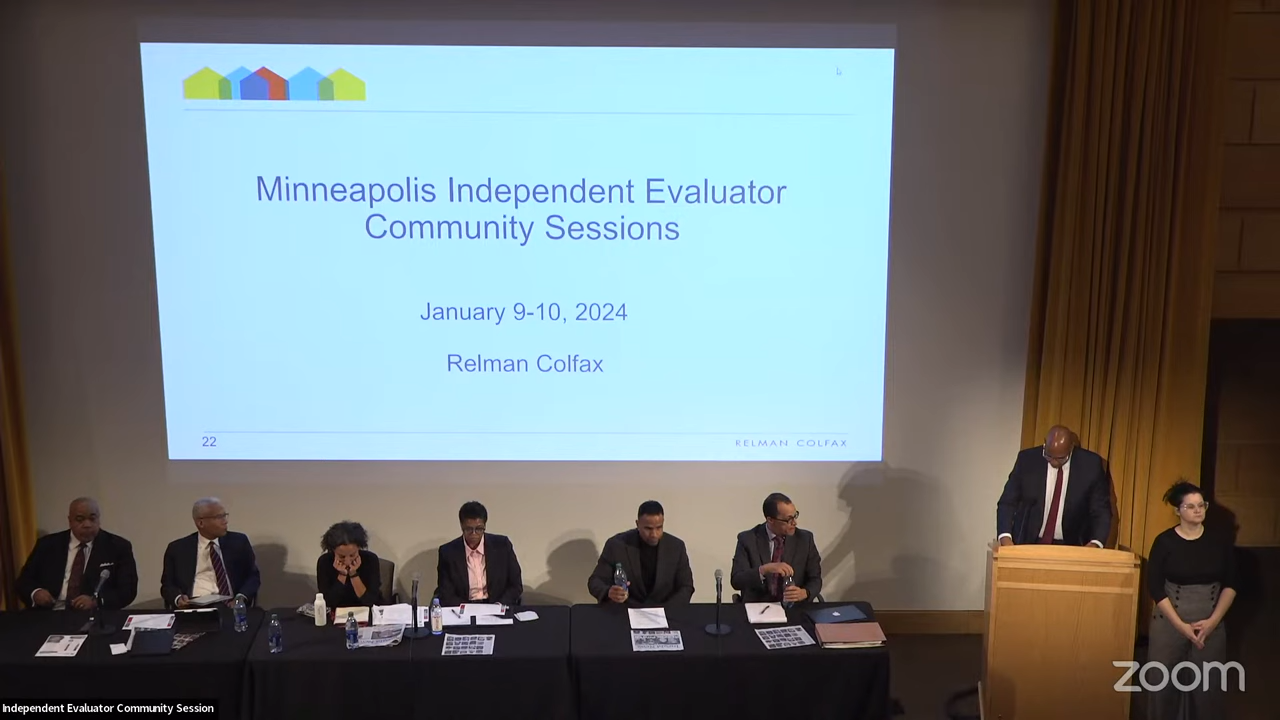 Minneapolis Independent Evaluator
Community Sessions
January 9-10, 2024
Relman Colfax
22
RELMAN COLFAX
zoom
Independent Evaluator Community Session